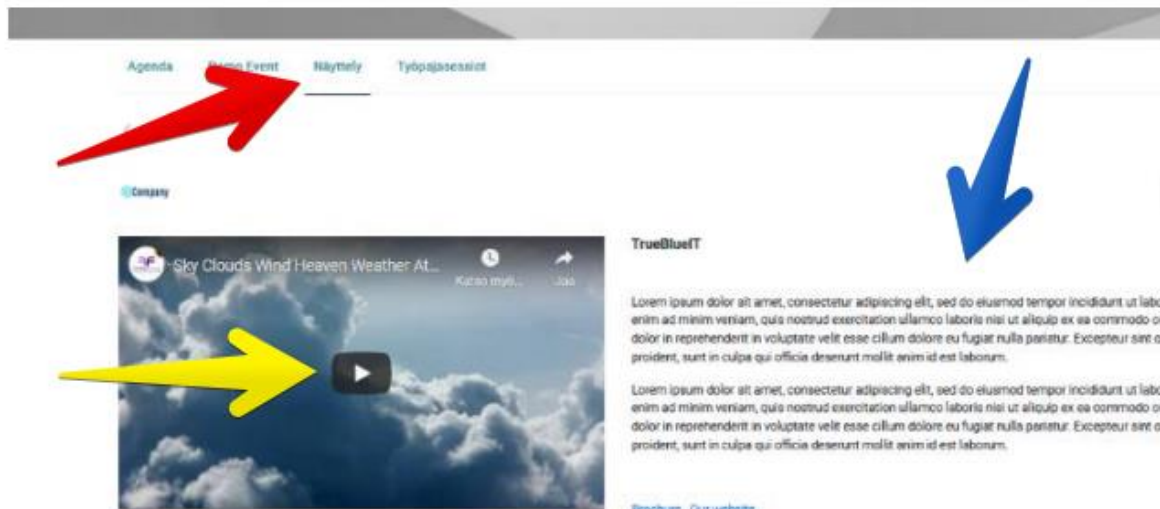 Agenda Demo Event Näyttely Työpajasessiot
Company
Sky Clouds Wind Heaven Weather At...
Katso myö... Jaa
TrueBlueIT
Lorem ipsum dolor sit amet, consectetur adipiscing elit, sed do eiusmod tempor incididunt ut labo
enim ad minim veniam, quis nostrud exercitation ullamco laboris nisi ut aliquip ex ea commodo
dolor in reprehenderit in voluptate velit esse cillum dolore eu fugiat nulla pariatur. Excepteur sint
proident, sunt in culpa qui officia deserunt mollit anim id est laborum.
Lorem ipsum dolor sit amet, consectetur adipiscing elit, sed do eiusmod tempor incididunt ut labo
enim ad minim veniam, quis nostrud exercitation ullamco laboris nisi ut aliquip ex ea commodo
dolor in reprehenderit in voluptate velit esse cillum dolore eu fugiat nulla pariatur. Excepteur sint
proident, sunt in culpa qui officia deserunt mollit anim id est laborum.
Brochure Our website